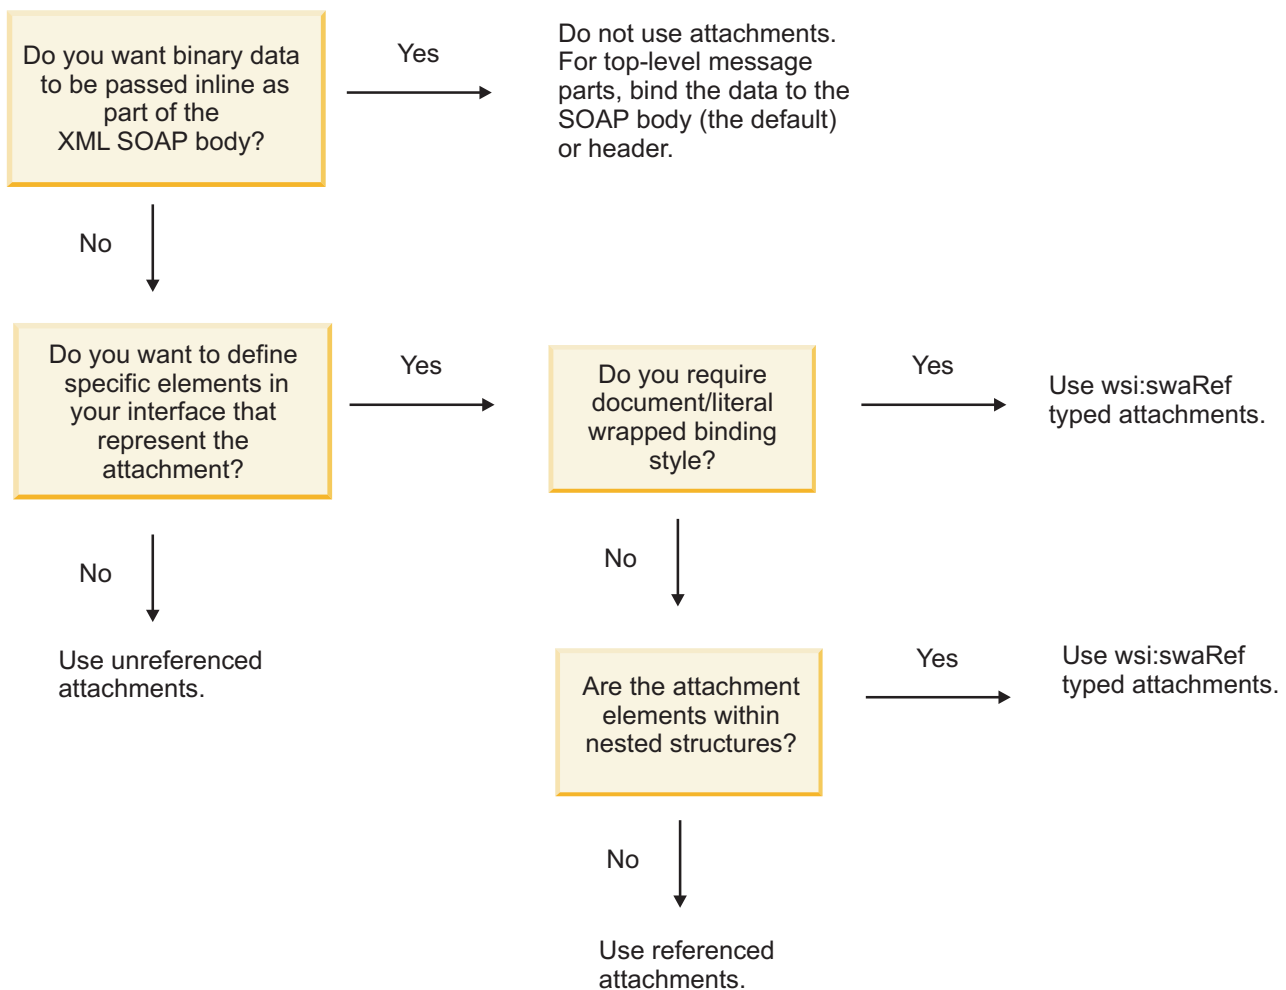 Do you want binary data
to be passed inline as
part of the
XML SOAP body?
Yes
Do not use attachments.
For top-level message
parts, bind the data to the
SOAP body (the default)
or header.
No
Do you want to define
specific elements in
your interface that
represent the
attachment?
Yes
Do you require
document/literal
wrapped binding
style?
Yes
Use wsi:swaRef
typed attachments.
No
Use unreferenced
attachments.
No
Are the attachment
elements within
nested structures?
Yes
Use wsi:swaRef
typed attachments.
No
Use referenced
attachments.